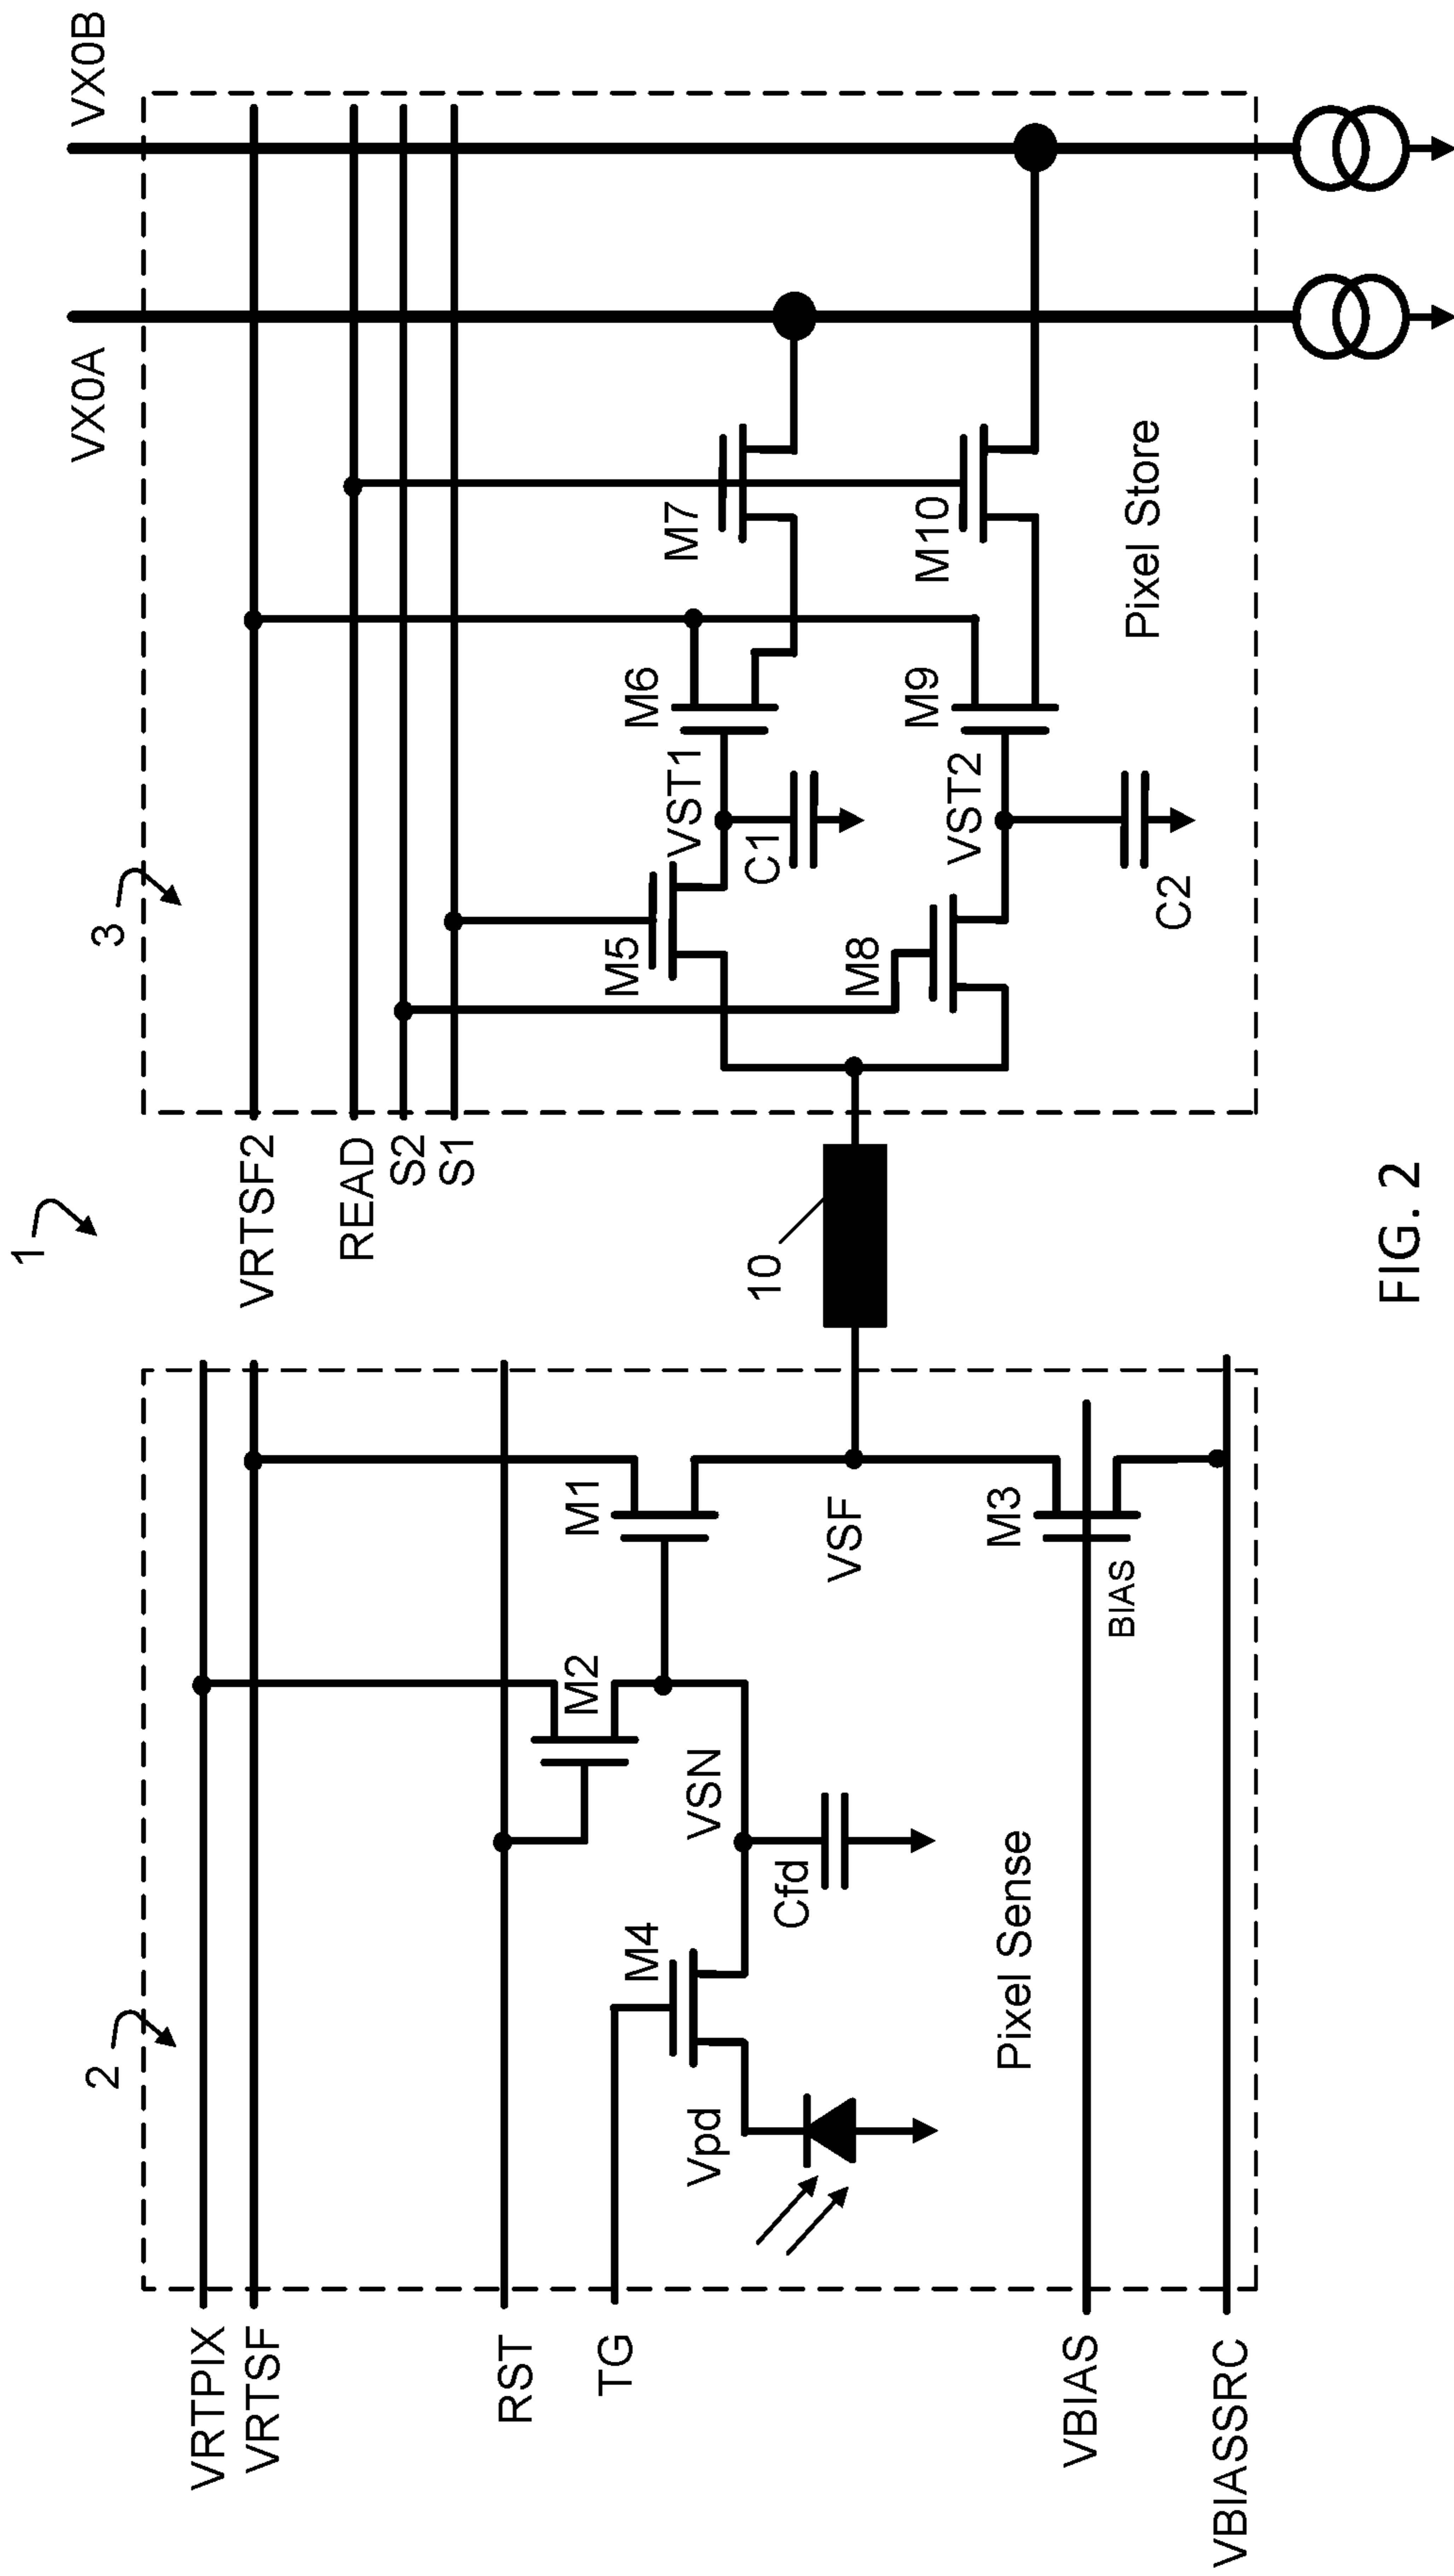 1
2
VRTPIX
VRTSF
RST
TG
M4
Vpd
VSN
Cfd
M2
M1
VSF
M3
BIAS
Pixel Sense
VBIAS
VBIASSRC
10
3
VRTSF2
READ
S2
S1
VX0A
VX0B
M5
VST1
C1
M6
M7
M8
VST2
C2
M9
M10
Pixel Store
FIG. 2